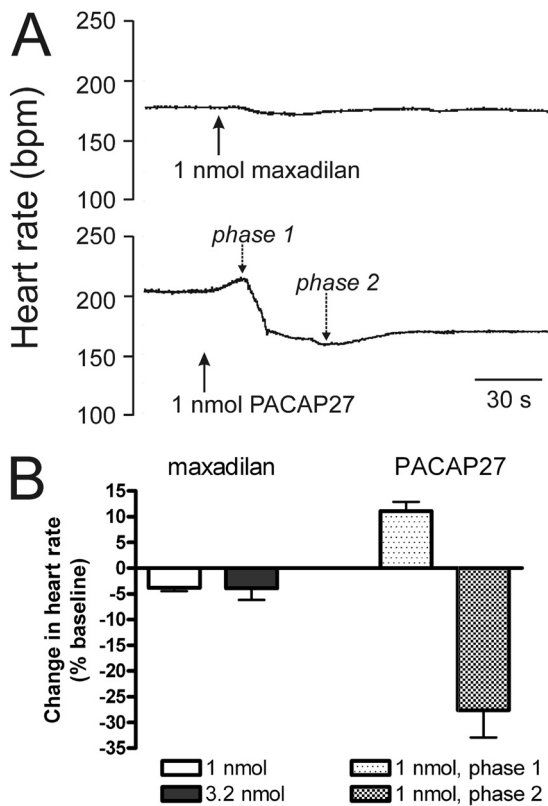 A
Heart rate (bpm)
250
200
150
100
1 nmol maxadilan
250
200
150
100
phase 1
phase 2
1 nmol PACAP27
30 s
B
maxadilan
PACAP27
Change in heart rate
(% baseline)
15
10
5
0
-5
-10
-15
-20
-25
-30
-35
1 nmol
3.2 nmol
1 nmol, phase 1
1 nmol, phase 2